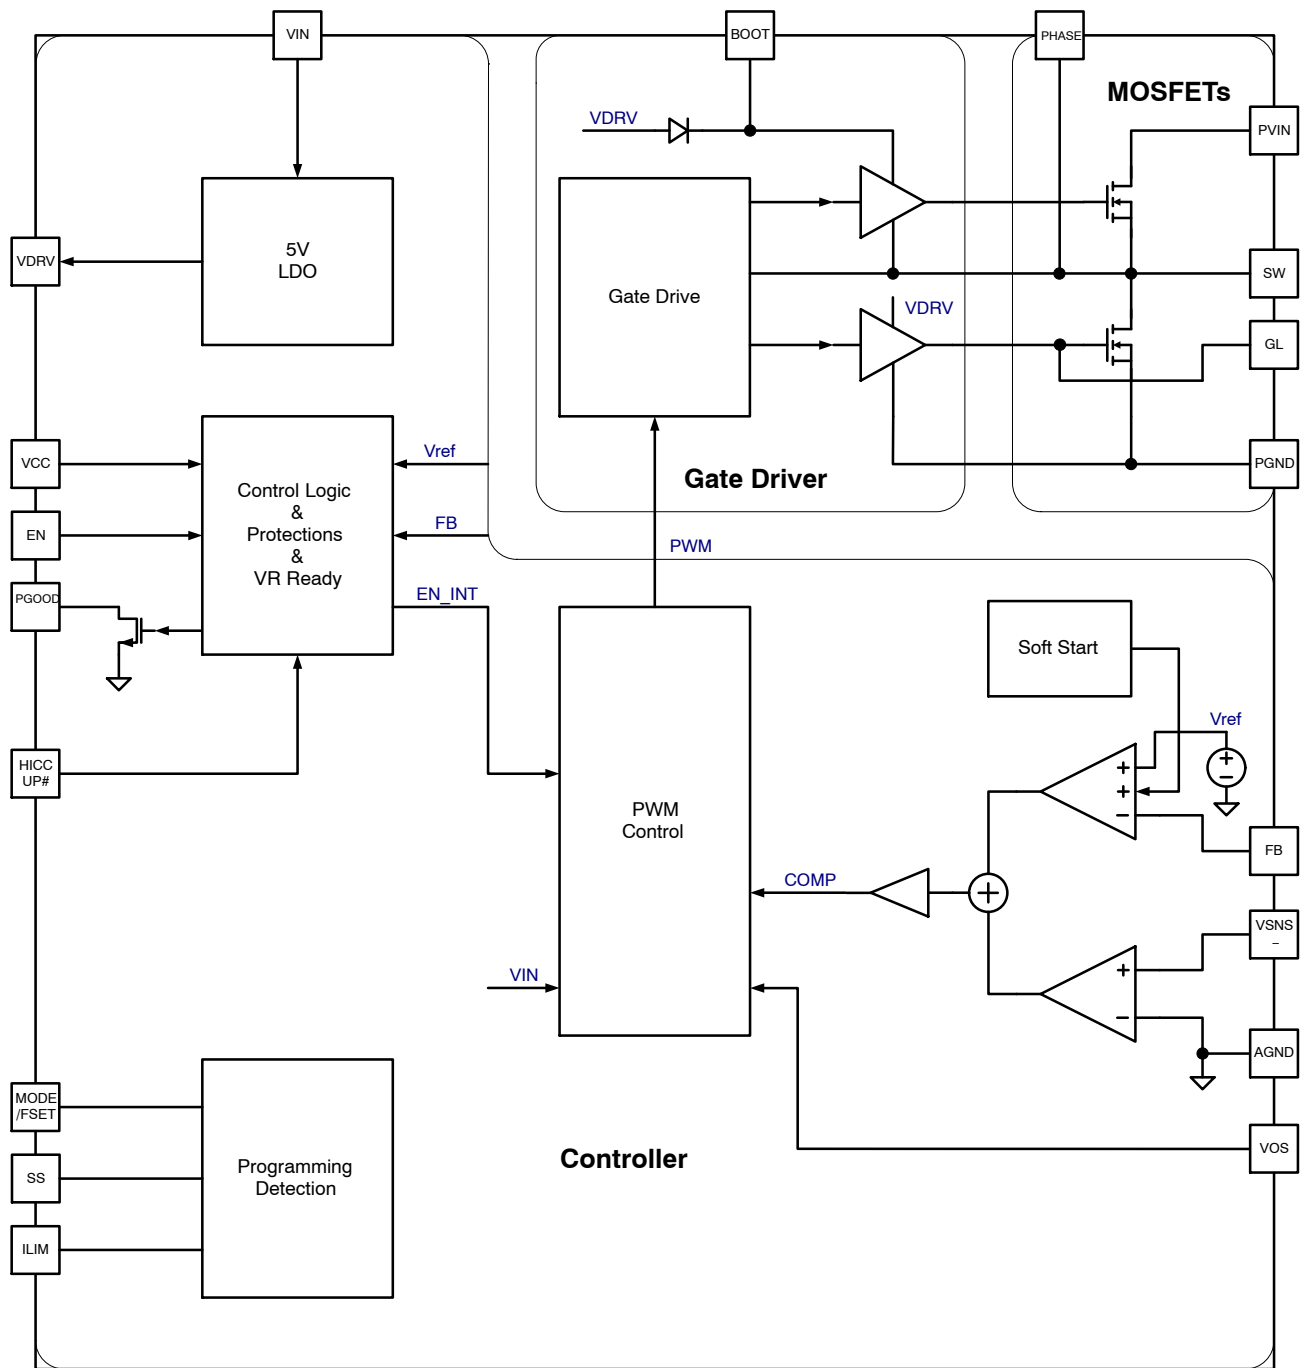 VIN
BOOT
PHASE
MOSFETs
VDRV
PVIN
5V
LDO
VDRV
Gate Drive
SW
VDRV
GL
VCC
Vref
PGND
Gate Driver
Control Logic
&
Protections
&
VR Ready
EN
FB
PWM
PGOOD
EN_INT
Soft Start
Vref
HICC
UP#
+
+
+
−
−
PWM
Control
FB
COMP
+
VSNS
−
VIN
+
−
AGND
MODE
/FSET
VOS
Programming
Detection
Controller
SS
ILIM